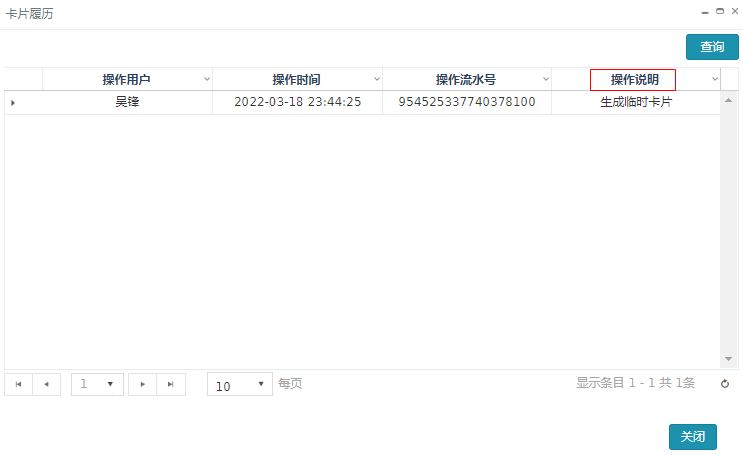 卡片履历
查询
操作用户 操作时间 操作流水号 操作说明
吴锋 2022-03-18 23:44:25 954525337740378100 生成临时卡片
1 10 每页 显示条目 1 - 1 共 1条
关闭